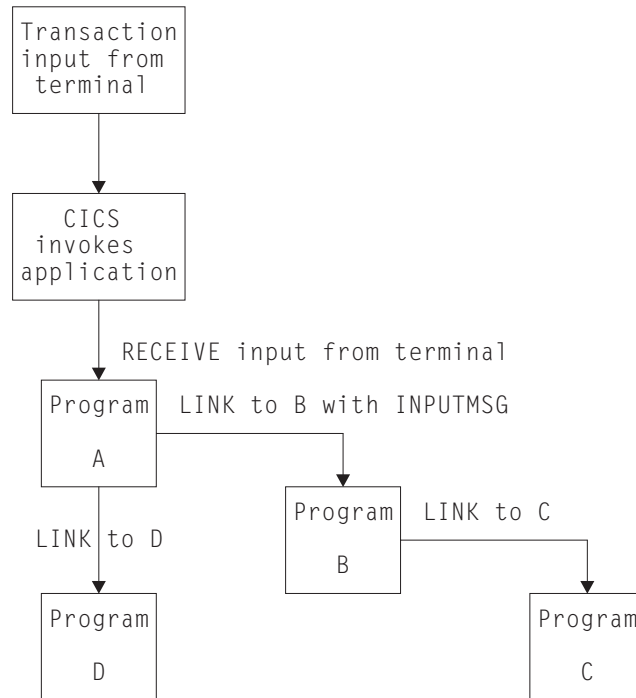 Transaction
input from
terminal
CICS
invokes
application
RECEIVE input from terminal
Program
A
LINK to B with INPUTMSG
Program
B
LINK to C
LINK to D
Program
D
Program
C